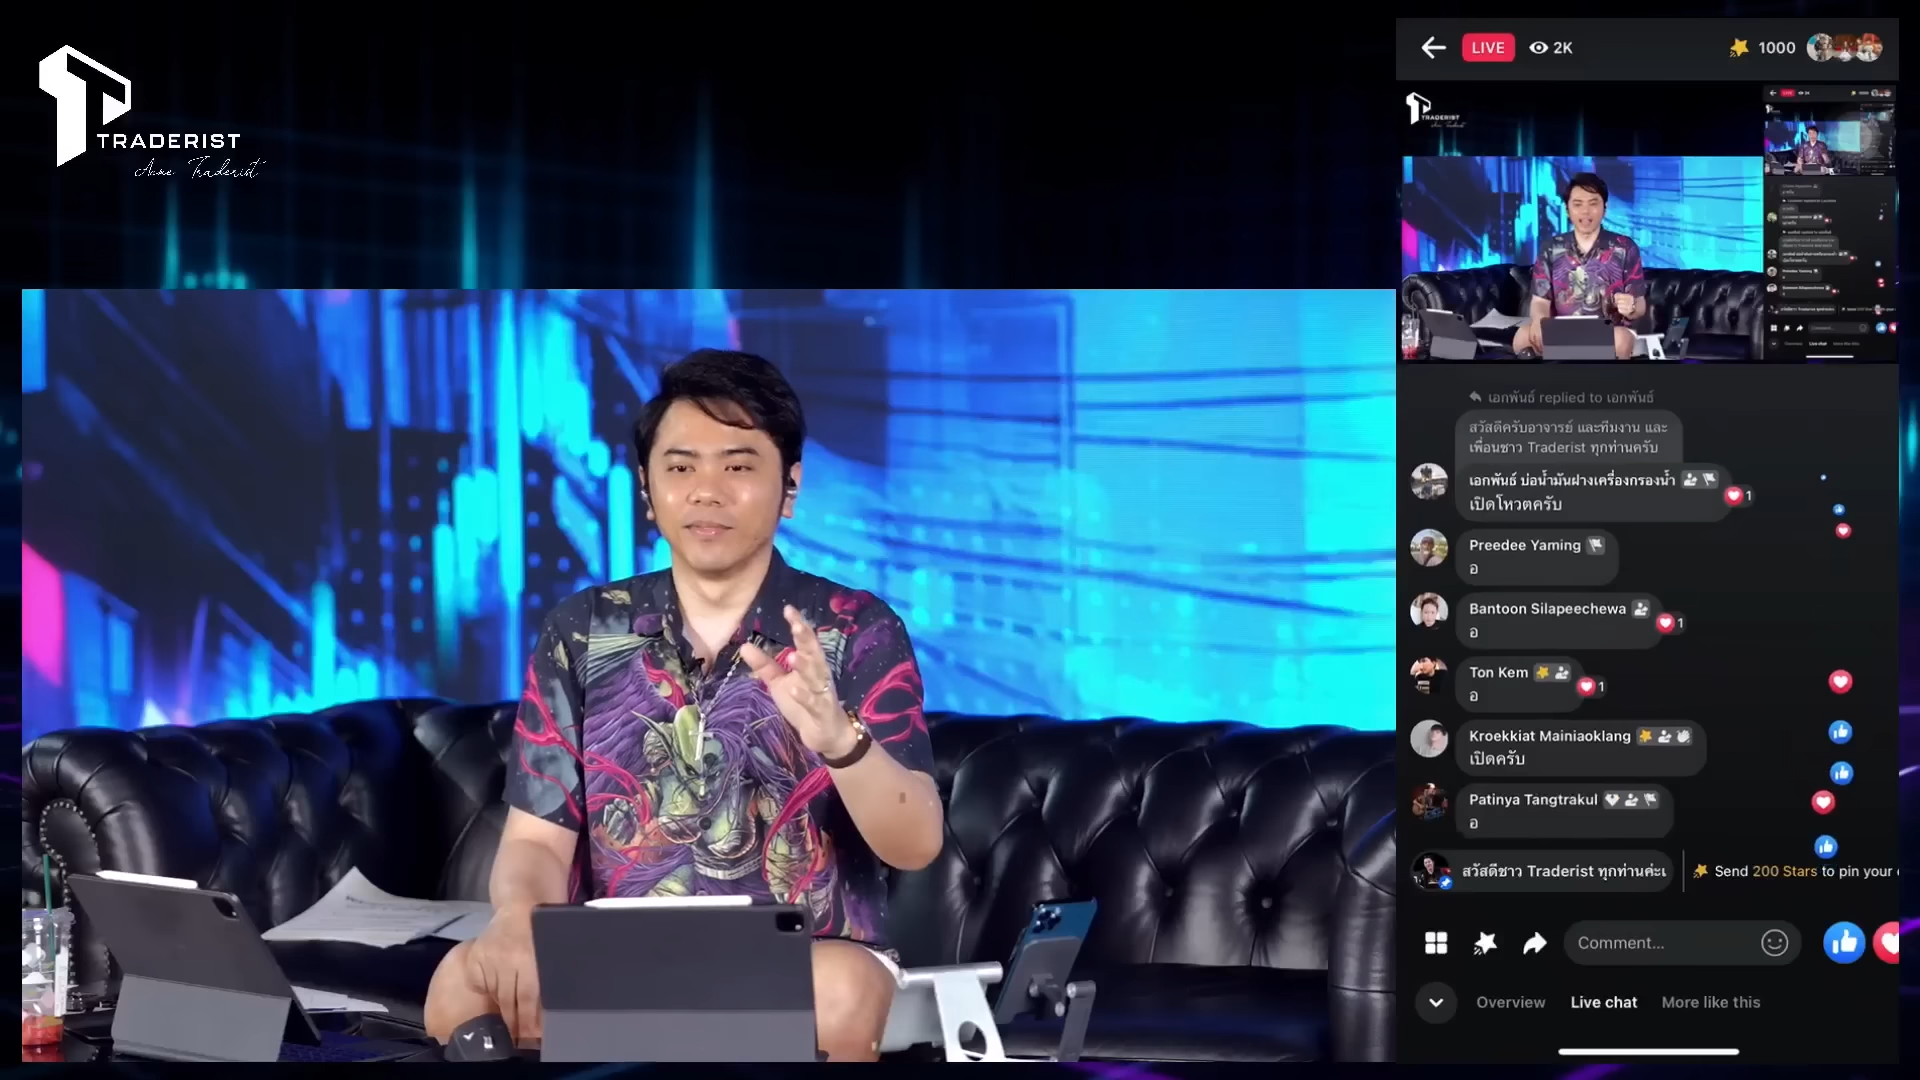 TRADERIST
Acme Traderist
LIVE
2K
1000
เอกพันธ์ replied to เอกพันธ์
สวัสดีครับอาจารย์ และทีมงาน และ
เพื่อนชาว Traderist ทุกท่านครับ
เอกพันธ์ บ่อน้ำมันฝางเครื่องกรองน้ำ
เปิดโหวตครับ
1
Preedee Yaming
อ
Bantoon Silapeechewa
1
อ
Ton Kem
1
อ
Kroekkiat Mainiaoklang
เปิดครับ
Patinya Tangtrakul
อ
สวัสดีชาว Traderist ทุกท่านค่ะ
Send 200 Stars to pin your
Comment...
Overview
Live chat
More like this